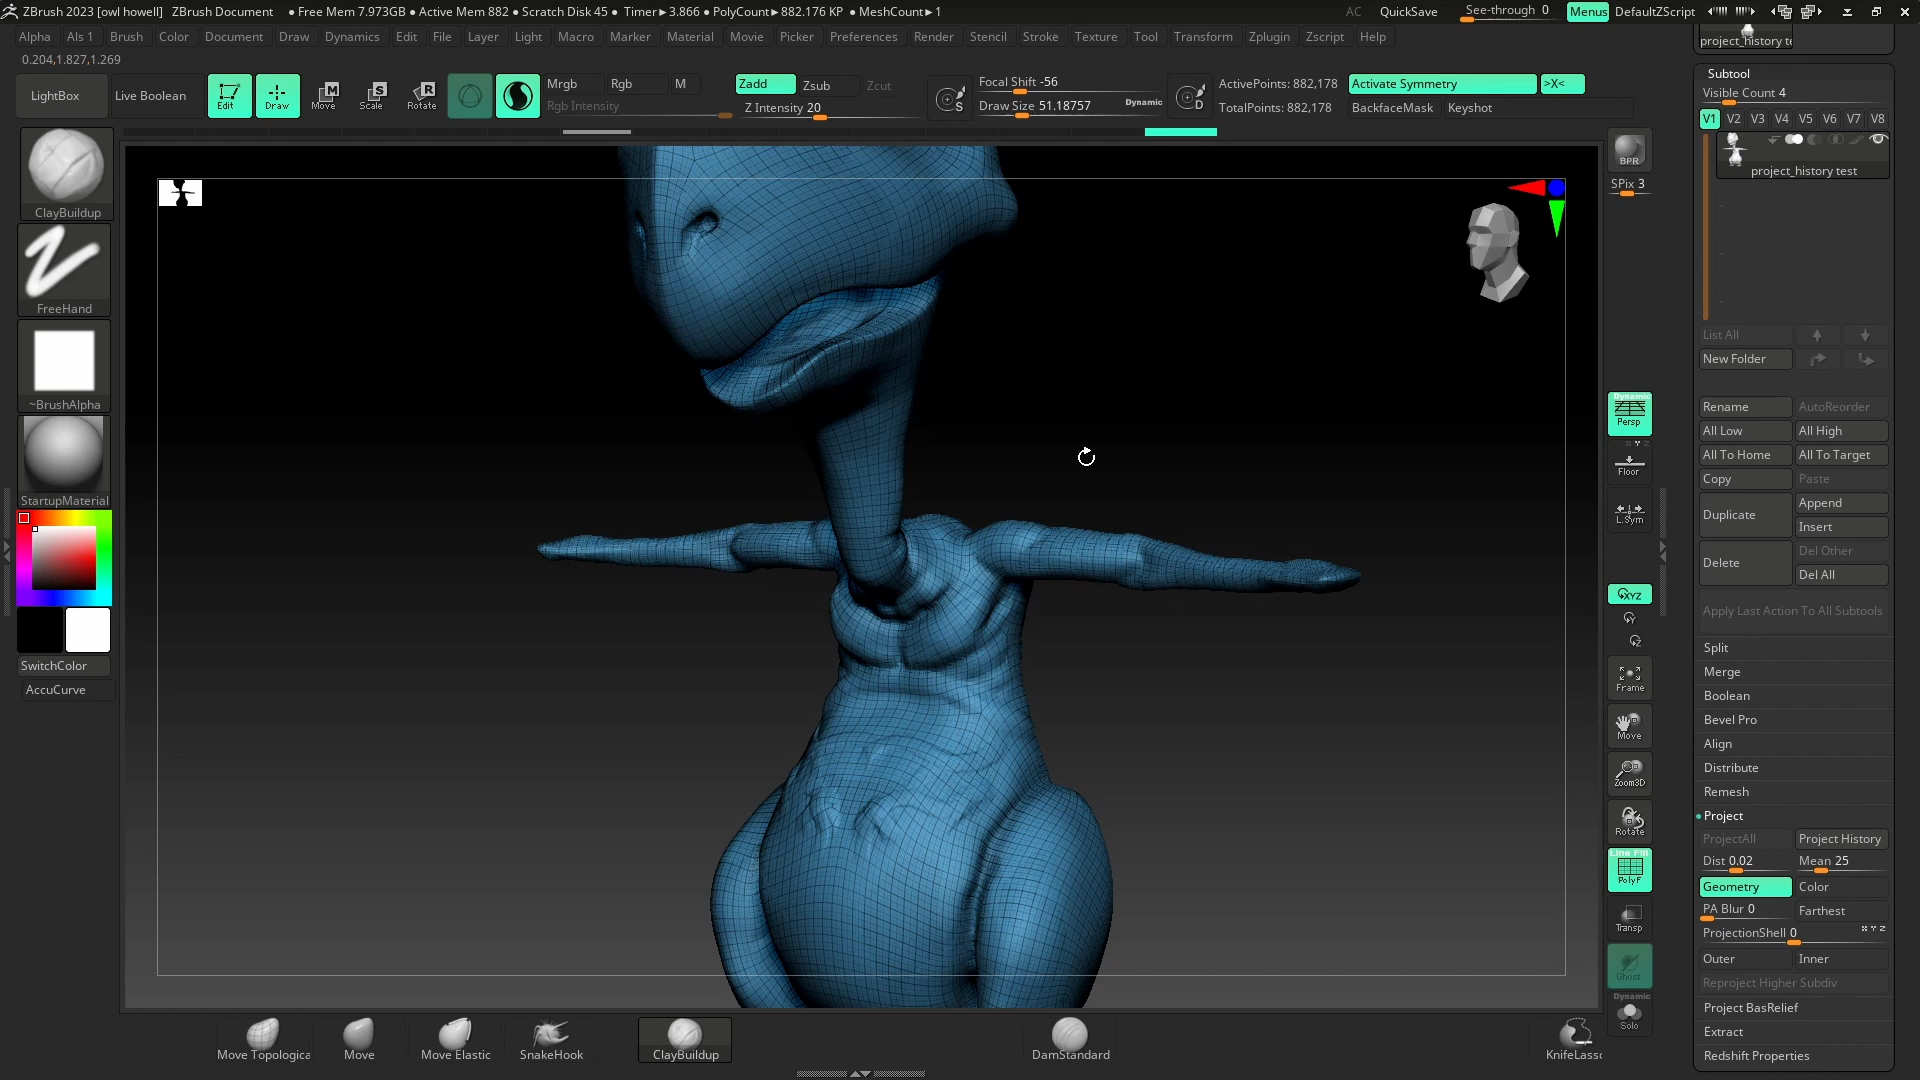 ZBrush 2023 [owl howell] ZBrush Document ● Free Mem 7.973GB ● Active Mem 882 ● Scratch Disk 45 ● Timer►3.866 ● PolyCount►882.176 KP ● MeshCount►1 AC QuickSave See-through 0 Menus DefaultZScript
Alpha Als 1 Brush Color Document Draw Dynamics Edit File Layer Light Macro Marker Material Movie Picker Preferences Render Stencil Stroke Texture Tool Transform Zplugin Zscript Help
project_history te
0.204,1.827,1.269
LightBox
Live Boolean
Edit
Draw
M
Move
S
Scale
R
Rotate
Mrgb Rgb M
Rgb Intensity
Zadd Zsub Zcut
Z Intensity 20
S
Focal Shift -56
Draw Size 51.18757 Dynamic
D
ActivePoints: 882,178
TotalPoints: 882,178
Activate Symmetry >X<
BackfaceMask Keyshot
ClayBuildup
FreeHand
~BrushAlpha
StartupMaterial
SwitchColor
AccuCurve
BPR
SPix 3
Dynamic
Persp
Floor
L.Sym
XYZ
Y
Z
Frame
Move
Zoom3D
Rotate
Line Fill
PolyF
Transp
Ghost
Dynamic
Solo
Subtool
Visible Count 4
V1 V2 V3 V4 V5 V6 V7 V8
project_history test
List All
New Folder
Rename AutoReorder
All Low All High
All To Home All To Target
Copy Paste
Duplicate Append
Insert
Delete Del Other
Del All
Apply Last Action To All Subtools
Split
Merge
Boolean
Bevel Pro
Align
Distribute
Remesh
Project
ProjectAll Project History
Dist 0.02 Mean 25
Geometry Color
PA Blur 0 Farthest
ProjectionShell 0 X Y Z
Outer Inner
Reproject Higher Subdiv
Project BasRelief
Extract
Redshift Properties
Move Topologica Move Move Elastic SnakeHook ClayBuildup DamStandard KnifeLasso